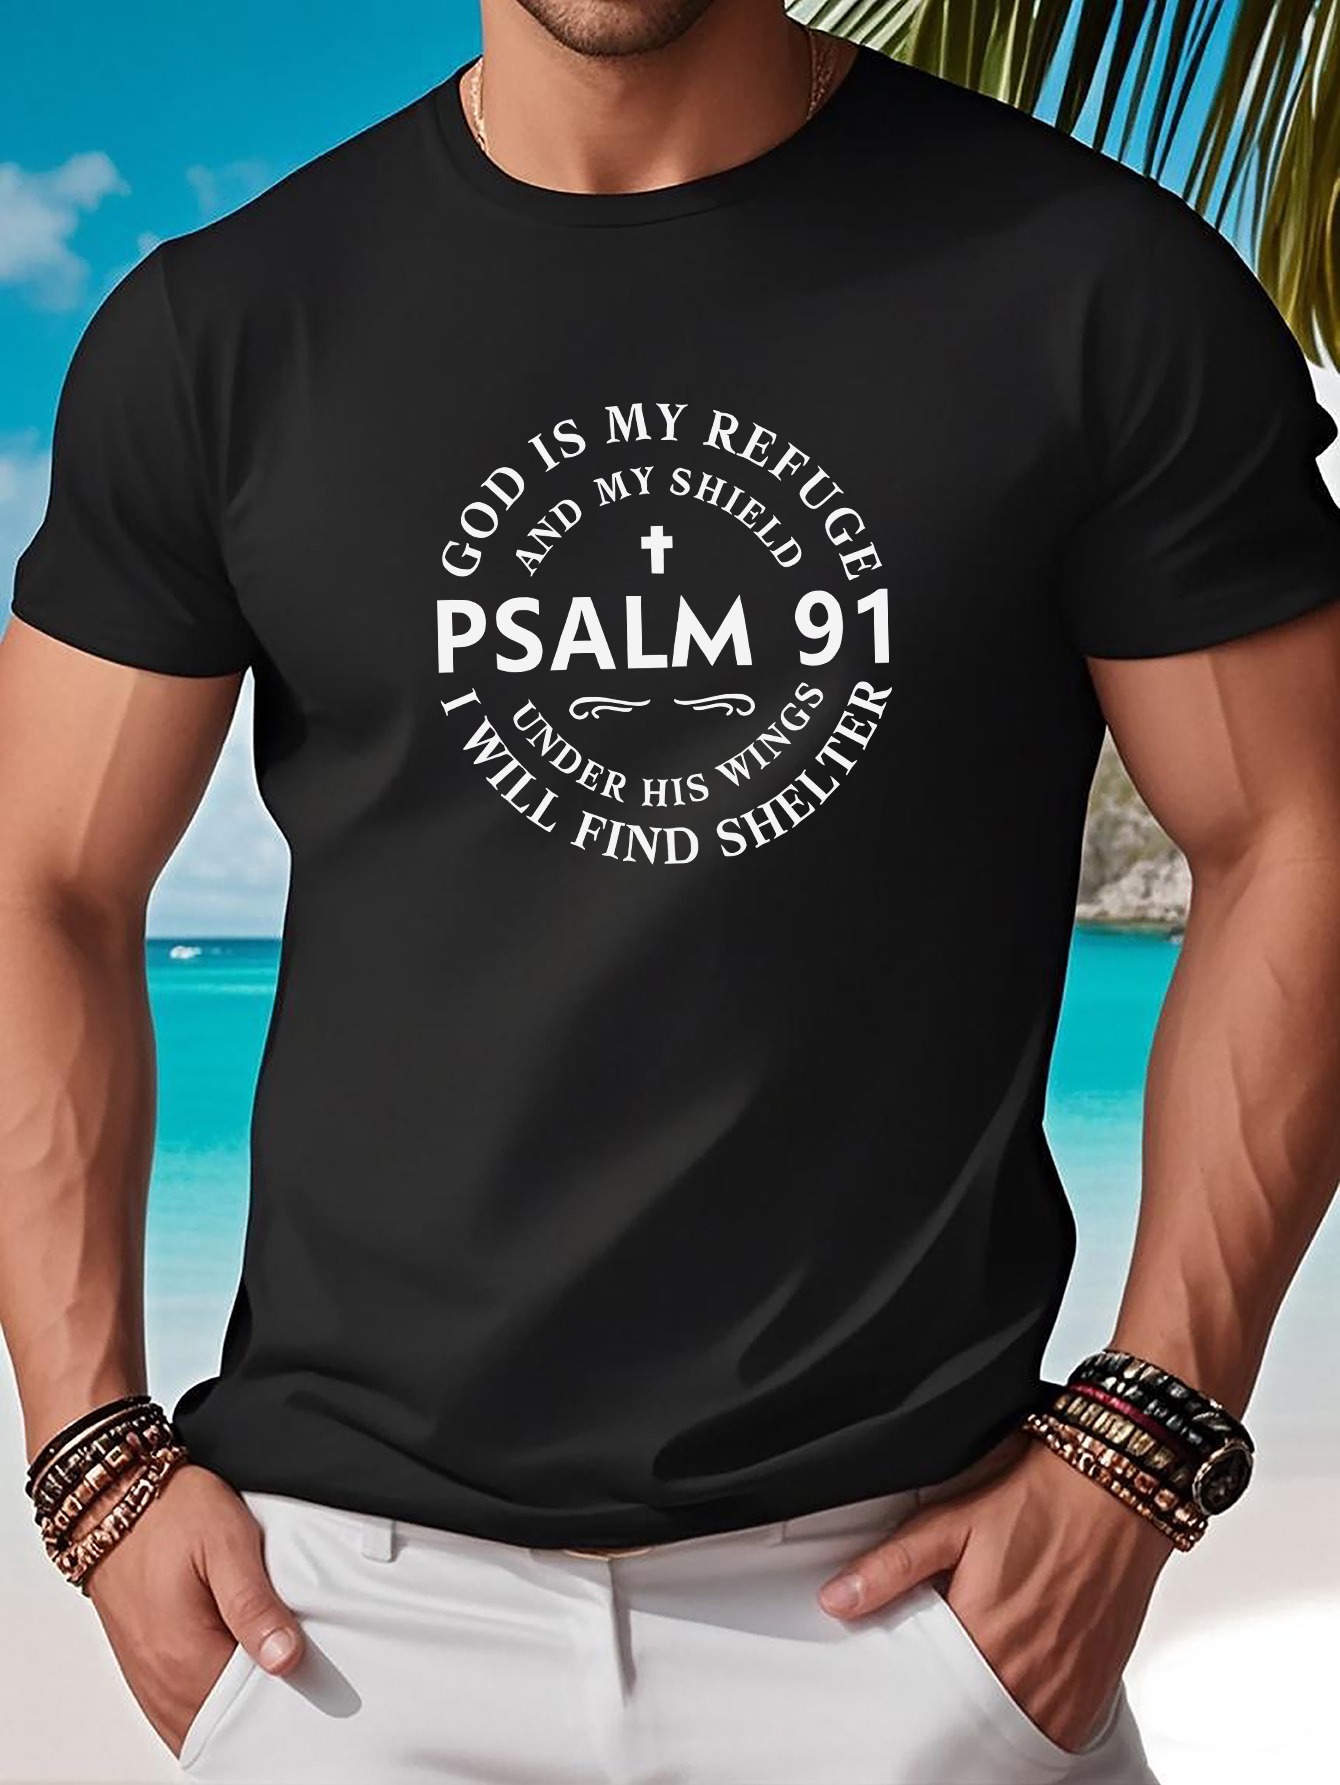 GOD IS MY REFUGE
AND MY SHIELD
PSALM 91
UNDER HIS WINGS
I WILL FIND SHELTER